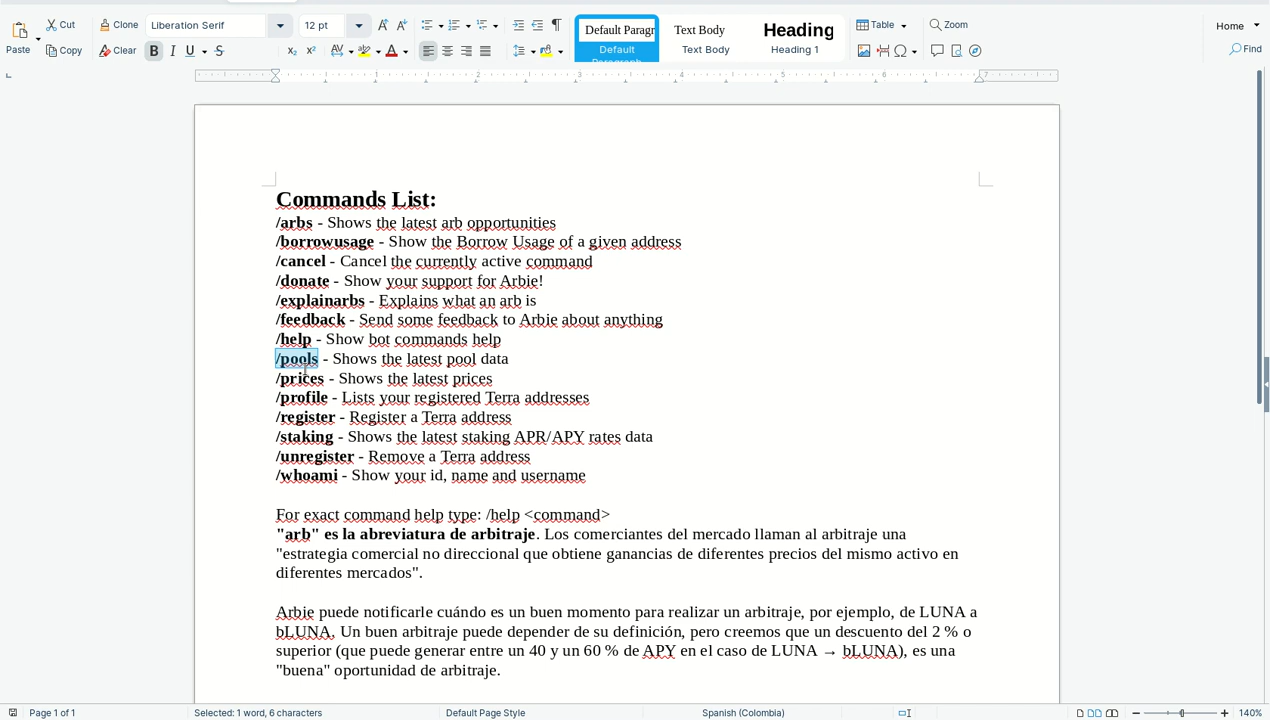 Cut
Clone
Liberation Serif
12 pt
Paste
Copy
Clear
B I U S
Default Paragr
Text Body
Heading
Default
Text Body
Heading 1
Table
Zoom
Home
Find
1 2 3 4 5 6 7
Commands List:
/arbs - Shows the latest arb opportunities
/borrowusage - Show the Borrow Usage of a given address
/cancel - Cancel the currently active command
/donate - Show your support for Arbie!
/explainarbs - Explains what an arb is
/feedback - Send some feedback to Arbie about anything
/help - Show bot commands help
/pools - Shows the latest pool data
/prices - Shows the latest prices
/profile - Lists your registered Terra addresses
/register - Register a Terra address
/staking - Shows the latest staking APR/APY rates data
/unregister - Remove a Terra address
/whoami - Show your id, name and username
For exact command help type: /help <command>
"arb" es la abreviatura de arbitraje. Los comerciantes del mercado llaman al arbitraje una
"estrategia comercial no direccional que obtiene ganancias de diferentes precios del mismo activo en
diferentes mercados".
Arbie puede notificarle cuándo es un buen momento para realizar un arbitraje, por ejemplo, de LUNA a
bLUNA. Un buen arbitraje puede depender de su definición, pero creemos que un descuento del 2 % o
superior (que puede generar entre un 40 y un 60 % de APY en el caso de LUNA → bLUNA), es una
"buena" oportunidad de arbitraje.
Page 1 of 1
Selected: 1 word, 6 characters
Default Page Style
Spanish (Colombia)
140%